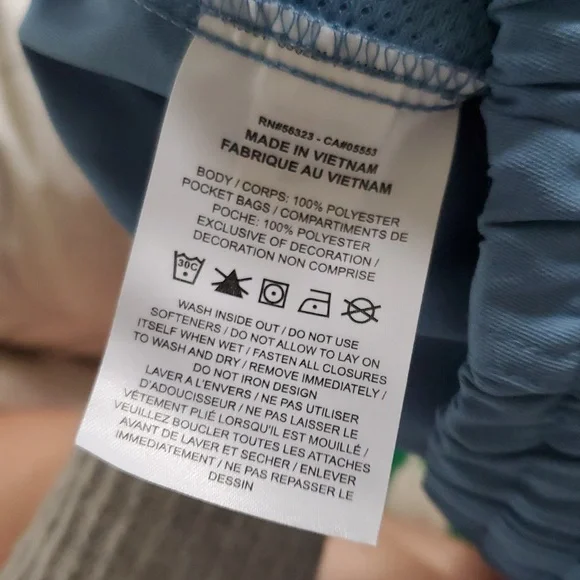 RN#56323 - CA#05553
MADE IN VIETNAM
FABRIQUE AU VIETNAM
BODY / CORPS: 100% POLYESTER
POCKET BAGS / COMPARTIMENTS DE
POCHE: 100% POLYESTER
EXCLUSIVE OF DECORATION /
DECORATION NON COMPRISE
30C
WASH INSIDE OUT / DO NOT USE
SOFTENERS / DO NOT ALLOW TO LAY ON
ITSELF WHEN WET / FASTEN ALL CLOSURES
TO WASH AND DRY / REMOVE IMMEDIATELY /
DO NOT IRON DESIGN
LAVER A L'ENVERS / NE PAS UTILISER
D'ADOUCISSEUR / NE PAS LAISSER LE
VÊTEMENT PLIÉ LORSQU'IL EST MOUILLÉ /
VEUILLEZ BOUCLER TOUTES LES ATTACHES
AVANT DE LAVER ET SECHER / ENLEVER
IMMEDIATEMENT / NE PAS REPASSER LE
DESSIN